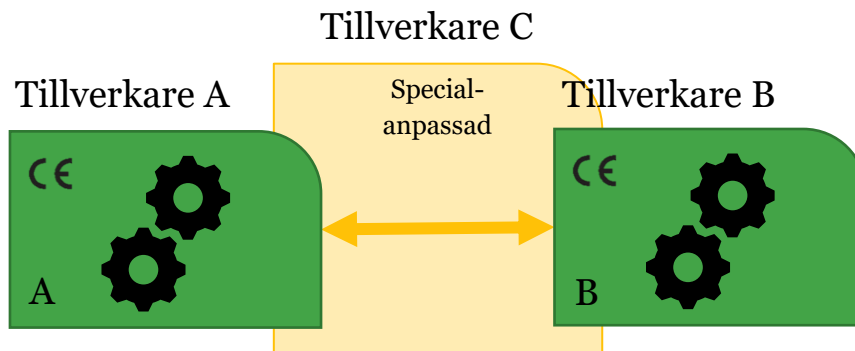 Tillverkare C
Tillverkare A
Special-
anpassad
Tillverkare B
CE
CE
A
B